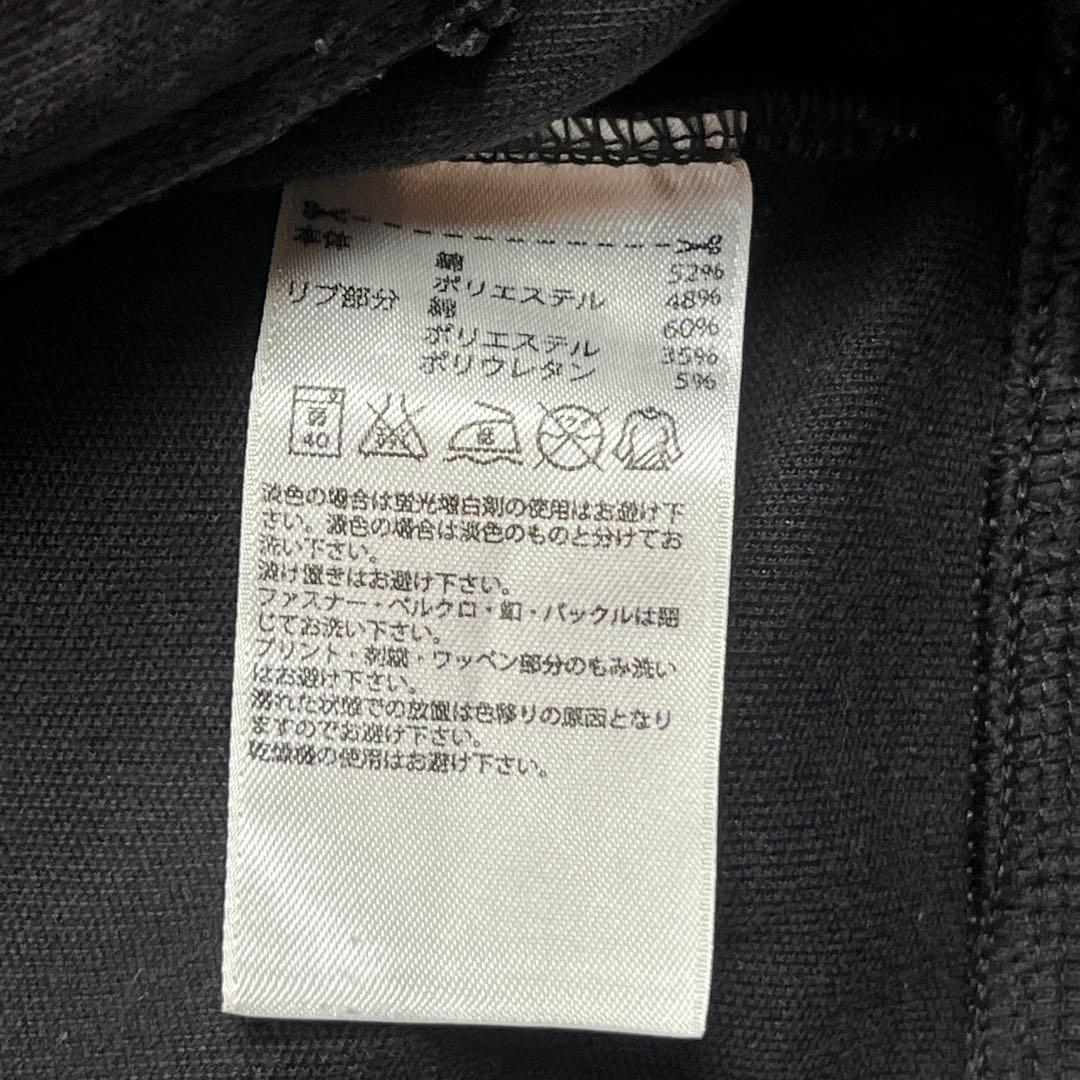 本体 綿 52%
ポリエステル 48%
リブ部分 綿 60%
ポリエステル 35%
ポリウレタン 5%
弱 40
低
淡色の場合は蛍光増白剤の使用はお避け下
さい。濃色の場合は淡色のものと分けてお
洗い下さい。
漬け置きはお避け下さい。
ファスナー・ベルクロ・釦・バックルは閉
じてお洗い下さい。
プリント・刺繍・ワッペン部分のもみ洗い
はお避け下さい。
濡れた状態での放置は色移りの原因となり
ますのでお避け下さい。
乾燥機の使用はお避け下さい。